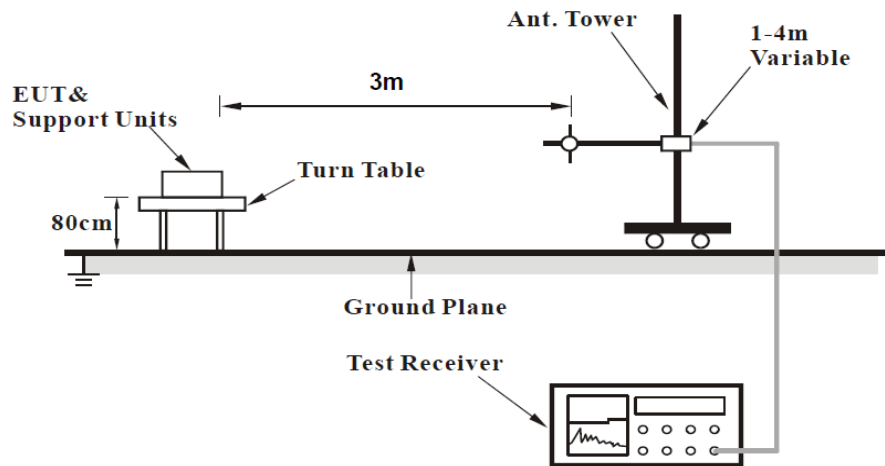 Ant. Tower
1-4m
Variable
3m
EUT&
Support Units
Turn Table
80cm
Ground Plane
Test Receiver